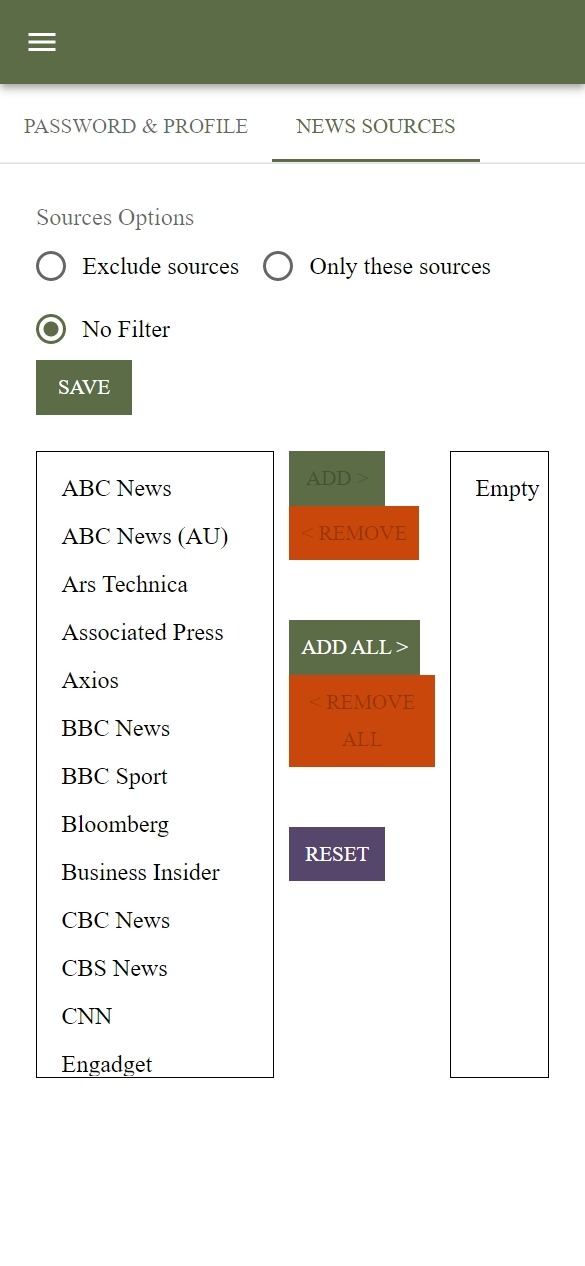 PASSWORD & PROFILE
NEWS SOURCES
Sources Options
Exclude sources
Only these sources
No Filter
SAVE
ABC News
ABC News (AU)
Ars Technica
Associated Press
Axios
BBC News
BBC Sport
Bloomberg
Business Insider
CBC News
CBS News
CNN
Engadget
ADD >
< REMOVE
ADD ALL >
< REMOVE
ALL
RESET
Empty